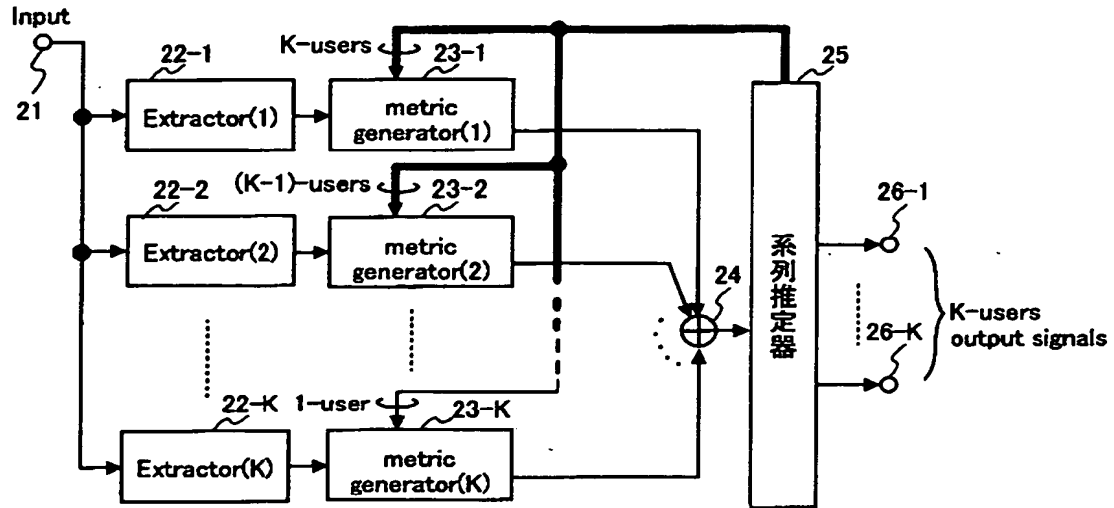 Input
21
22-1
Extractor(1)
K-users
23-1
metric
generator(1)
25
22-2
Extractor(2)
(K-1)-users
23-2
metric
generator(2)
24
系列推定器
26-1
26-K
K-users
output signals
22-K
Extractor(K)
1-user
23-K
metric
generator(K)